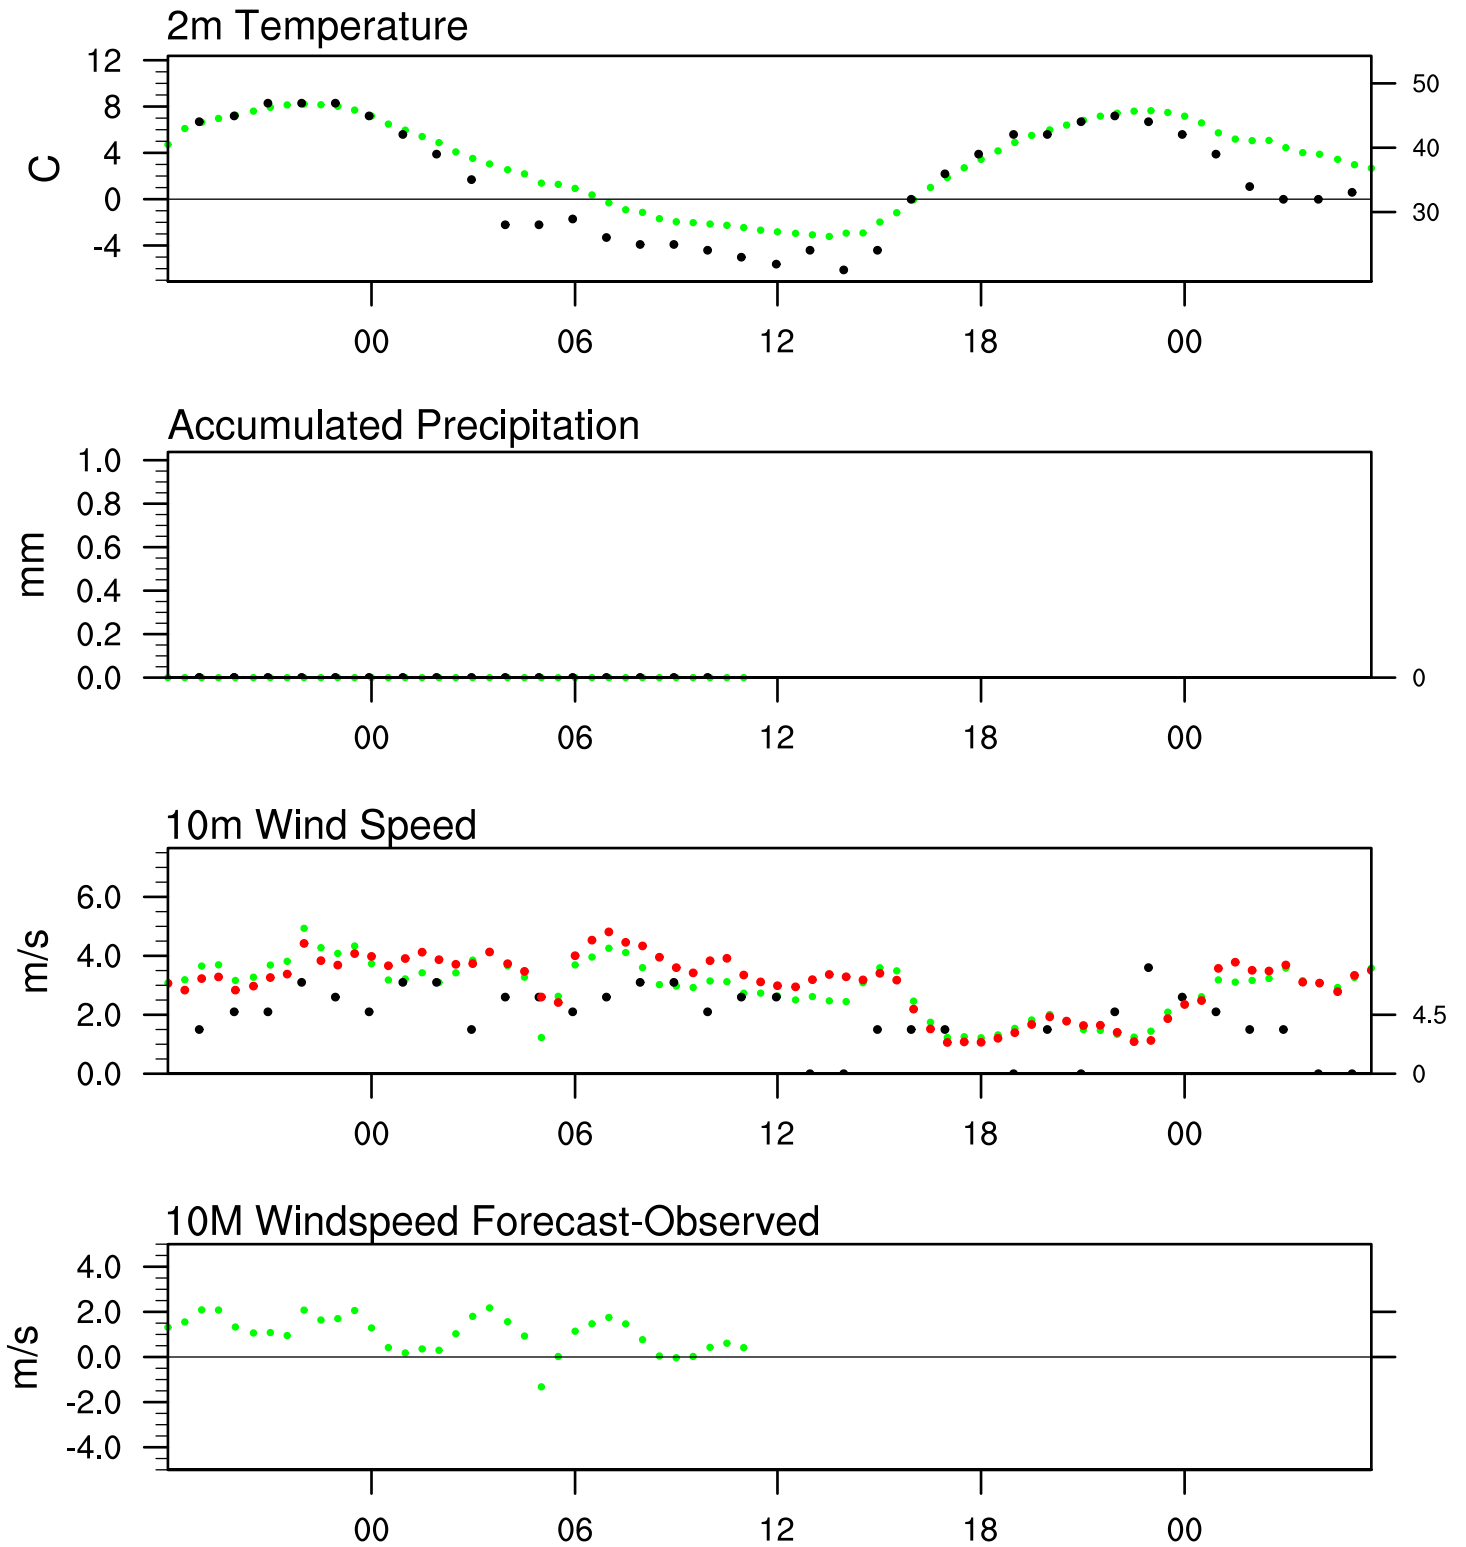 2m Temperature
12
8
4
0
-4
C
50
40
30
00 06 12 18 00
Accumulated Precipitation
1.0
0.8
0.6
0.4
0.2
0.0
mm
0
00 06 12 18 00
10m Wind Speed
6.0
4.0
2.0
0.0
m/s
4.5
0
00 06 12 18 00
10M Windspeed Forecast-Observed
4.0
2.0
0.0
-2.0
-4.0
m/s
00 06 12 18 00